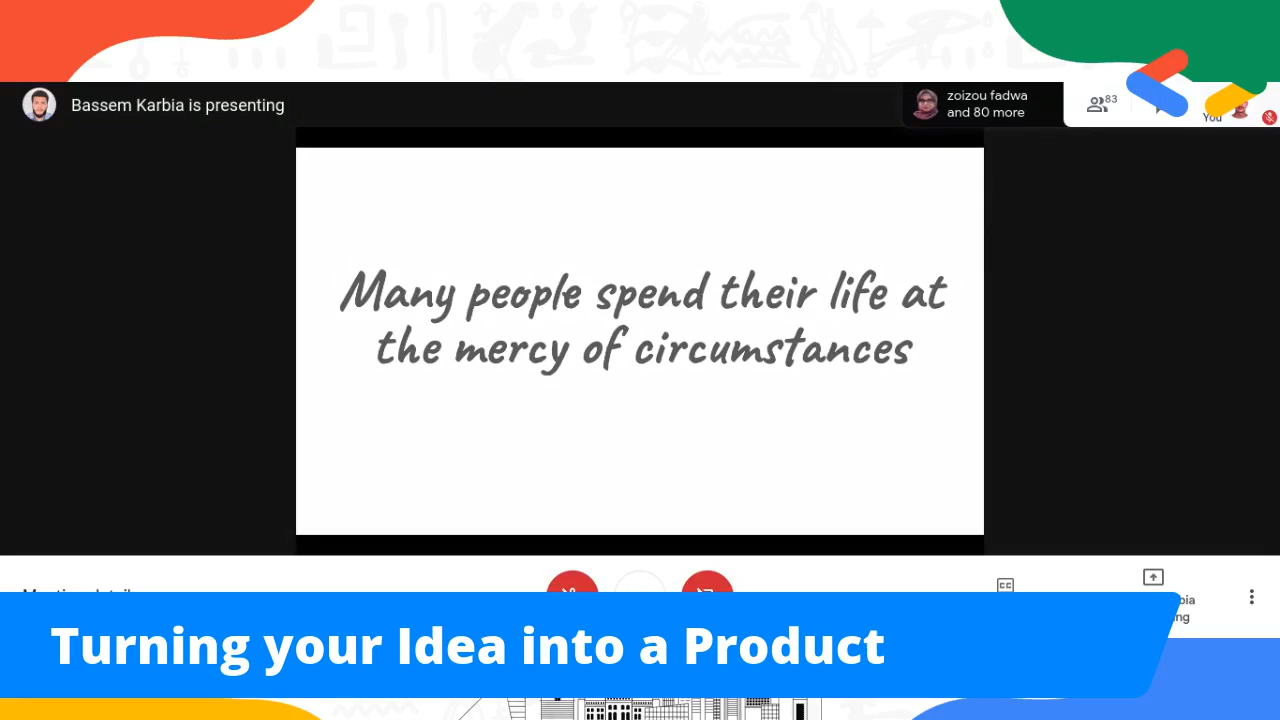 Bassem Karbia is presenting
zoizou fadwa
and 80 more
83
You
Many people spend their life at
the mercy of circumstances
CC
Turning your Idea into a Product